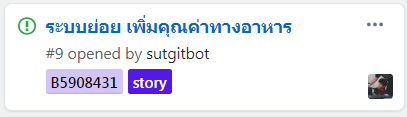 ระบบย่อย เพิ่มคุณค่าทางอาหาร
#9 opened by sutgitbot
B5908431 story